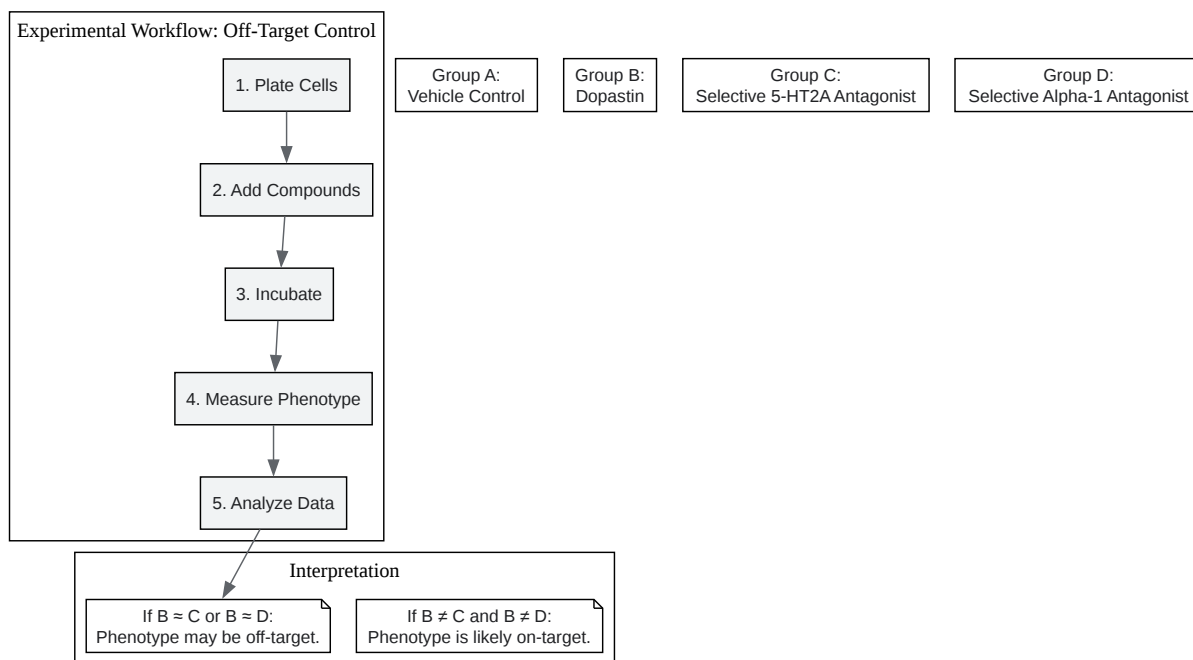 Experimental Workflow: Off-Target Control
1. Plate Cells
Group A:
Vehicle Control
Group B:
Dopastin
Group C:
Selective 5-HT2A Antagonist
Group D:
Selective Alpha-1 Antagonist
2. Add Compounds
3. Incubate
4. Measure Phenotype
5. Analyze Data
Interpretation
If B ≈ C or B ≈ D:
Phenotype may be off-target.
If B ≠ C and B ≠ D:
Phenotype is likely on-target.